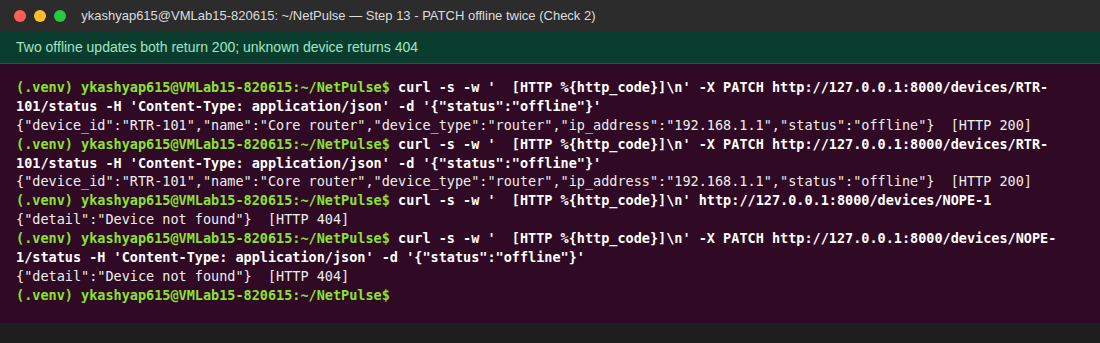 ykashyap615@VMLab15-820615: ~/NetPulse — Step 13 - PATCH offline twice (Check 2)
Two offline updates both return 200; unknown device returns 404
(.venv) ykashyap615@VMLab15-820615:~/NetPulse$ curl -s -w '  [HTTP %{http_code}]\n' -X PATCH http://127.0.0.1:8000/devices/RTR-
101/status -H 'Content-Type: application/json' -d '{"status":"offline"}'
{"device_id":"RTR-101","name":"Core router","device_type":"router","ip_address":"192.168.1.1","status":"offline"}  [HTTP 200]
(.venv) ykashyap615@VMLab15-820615:~/NetPulse$ curl -s -w '  [HTTP %{http_code}]\n' -X PATCH http://127.0.0.1:8000/devices/RTR-
101/status -H 'Content-Type: application/json' -d '{"status":"offline"}'
{"device_id":"RTR-101","name":"Core router","device_type":"router","ip_address":"192.168.1.1","status":"offline"}  [HTTP 200]
(.venv) ykashyap615@VMLab15-820615:~/NetPulse$ curl -s -w '  [HTTP %{http_code}]\n' http://127.0.0.1:8000/devices/NOPE-1
{"detail":"Device not found"}  [HTTP 404]
(.venv) ykashyap615@VMLab15-820615:~/NetPulse$ curl -s -w '  [HTTP %{http_code}]\n' -X PATCH http://127.0.0.1:8000/devices/NOPE-
1/status -H 'Content-Type: application/json' -d '{"status":"offline"}'
{"detail":"Device not found"}  [HTTP 404]
(.venv) ykashyap615@VMLab15-820615:~/NetPulse$